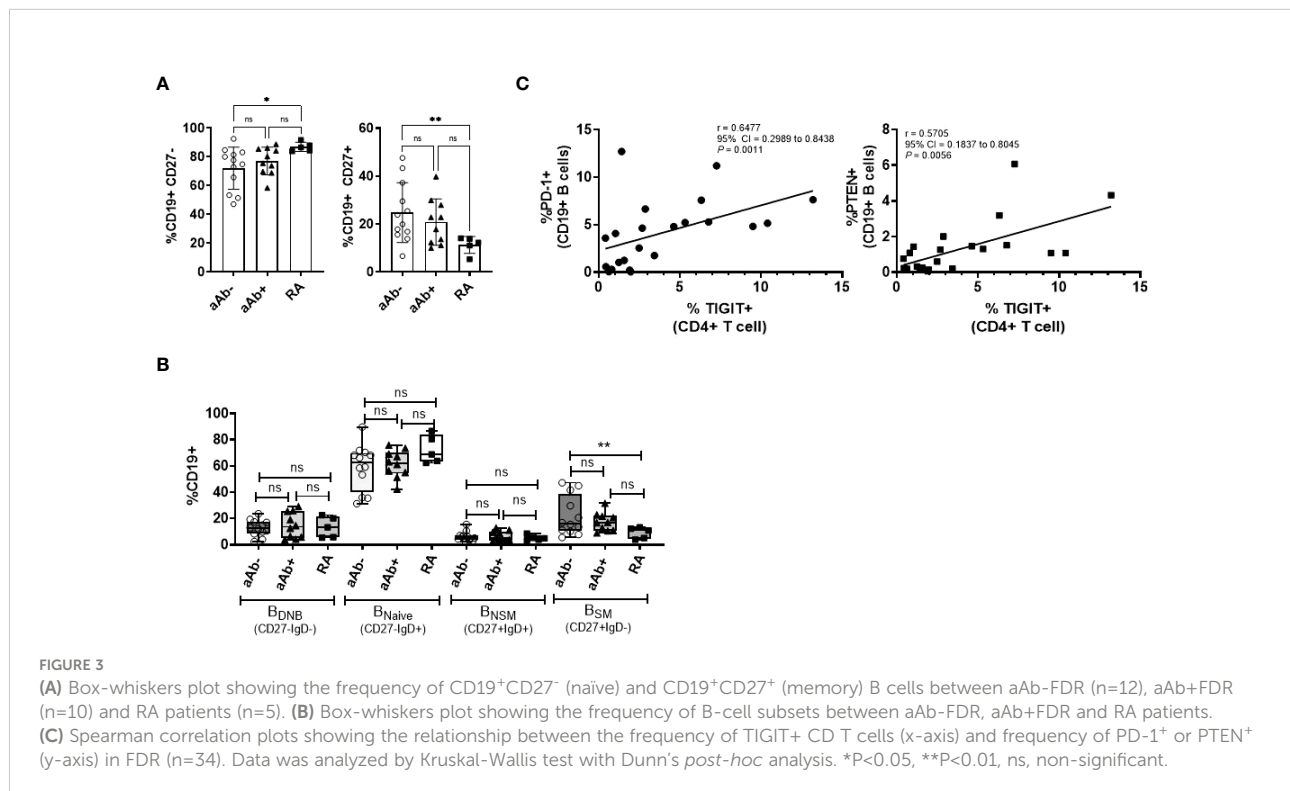 A
*
ns ns
100
80
60
40
20
0
%CD19+ CD27-
aAb- aAb+ RA
**
ns ns
60
40
20
0
%CD19+ CD27+
aAb- aAb+ RA
C
r = 0.6477
95% CI = 0.2989 to 0.8438
P = 0.0011
15
10
5
0
%PD-1+
(CD19+ B cells)
0 5 10 15
% TIGIT+
(CD4+ T cell)
r = 0.5705
95% CI = 0.1837 to 0.8045
P = 0.0056
8
6
4
2
0
%PTEN+
(CD19+ B cells)
0 5 10 15
% TIGIT+
(CD4+ T cell)
B
ns
ns ns
ns
ns ns
ns
ns ns
**
ns
ns
100
80
60
40
20
0
%CD19+
aAb- aAb+ RA aAb- aAb+ RA aAb- aAb+ RA aAb- aAb+ RA
BDNB BNaive BNSM BSM
(CD27-IgD-) (CD27-IgD+) (CD27+IgD+) (CD27+IgD-)
FIGURE 3
(A) Box-whiskers plot showing the frequency of CD19+CD27- (naïve) and CD19+CD27+ (memory) B cells between aAb-FDR (n=12), aAb+FDR
(n=10) and RA patients (n=5). (B) Box-whiskers plot showing the frequency of B-cell subsets between aAb-FDR, aAb+FDR and RA patients.
(C) Spearman correlation plots showing the relationship between the frequency of TIGIT+ CD T cells (x-axis) and frequency of PD-1+ or PTEN+
(y-axis) in FDR (n=34). Data was analyzed by Kruskal-Wallis test with Dunn's post-hoc analysis. *P<0.05, **P<0.01, ns, non-significant.